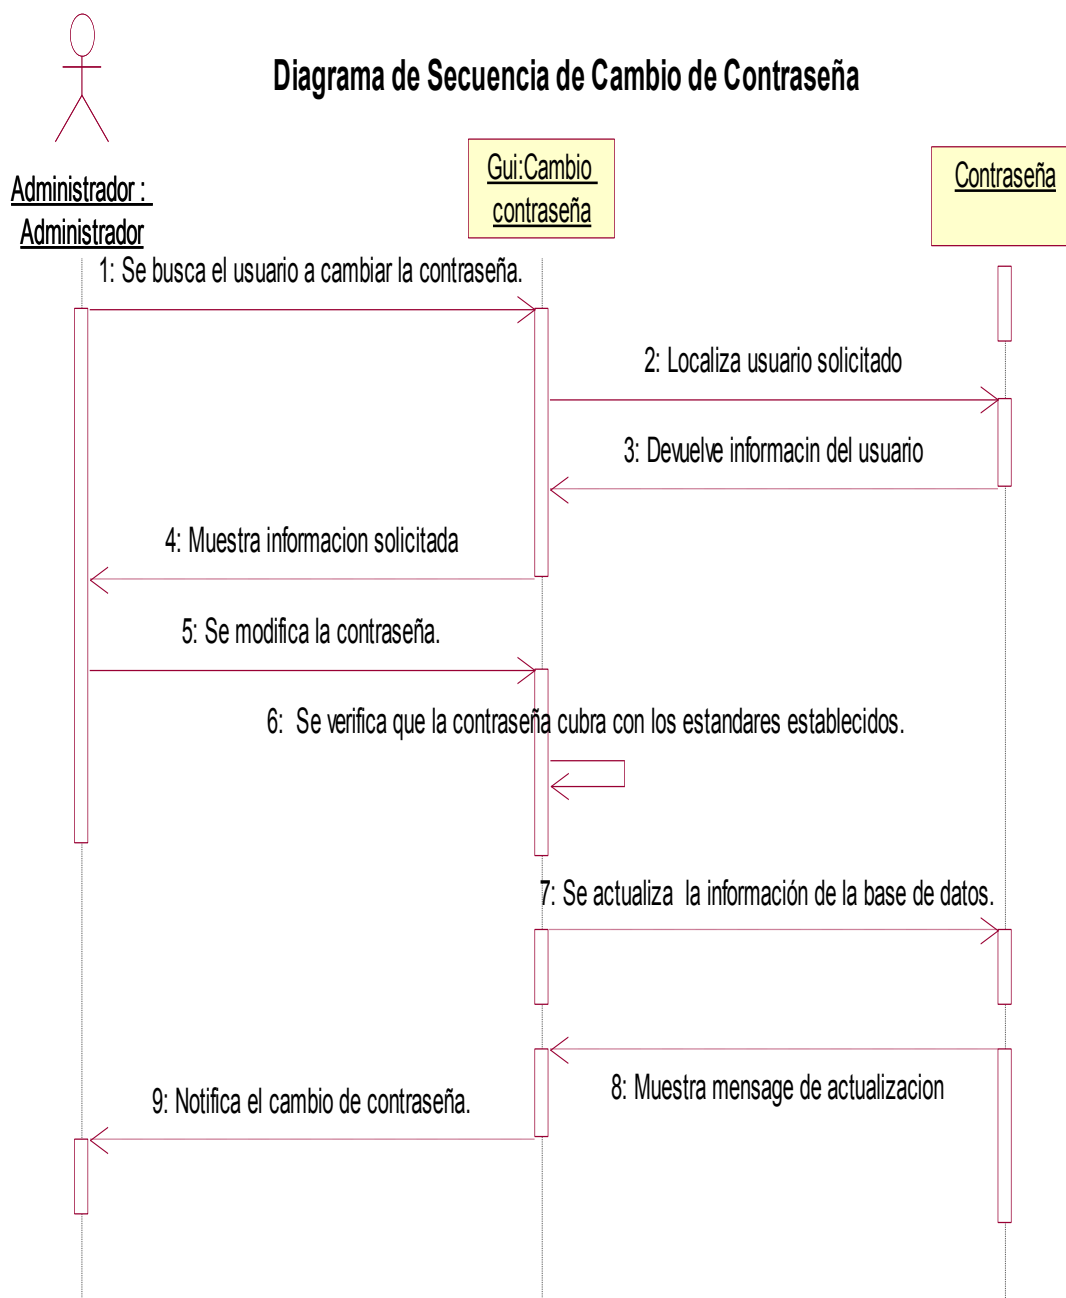 Diagrama de Secuencia de Cambio de Contraseña
Administrador :
Administrador
Gui:Cambio
contraseña
Contraseña
1: Se busca el usuario a cambiar la contraseña.
2: Localiza usuario solicitado
3: Devuelve informacin del usuario
4: Muestra informacion solicitada
5: Se modifica la contraseña.
6: Se verifica que la contraseña cubra con los estandares establecidos.
7: Se actualiza la información de la base de datos.
8: Muestra mensage de actualizacion
9: Notifica el cambio de contraseña.